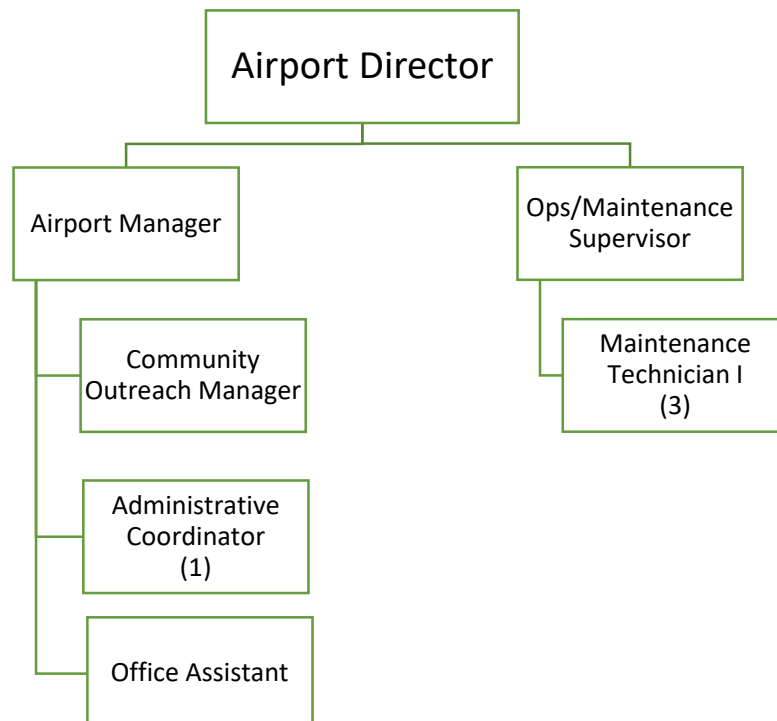 Airport Director
Airport Manager
Ops/Maintenance
Supervisor
Community
Outreach Manager
Maintenance
Technician I
(3)
Administrative
Coordinator
(1)
Office Assistant